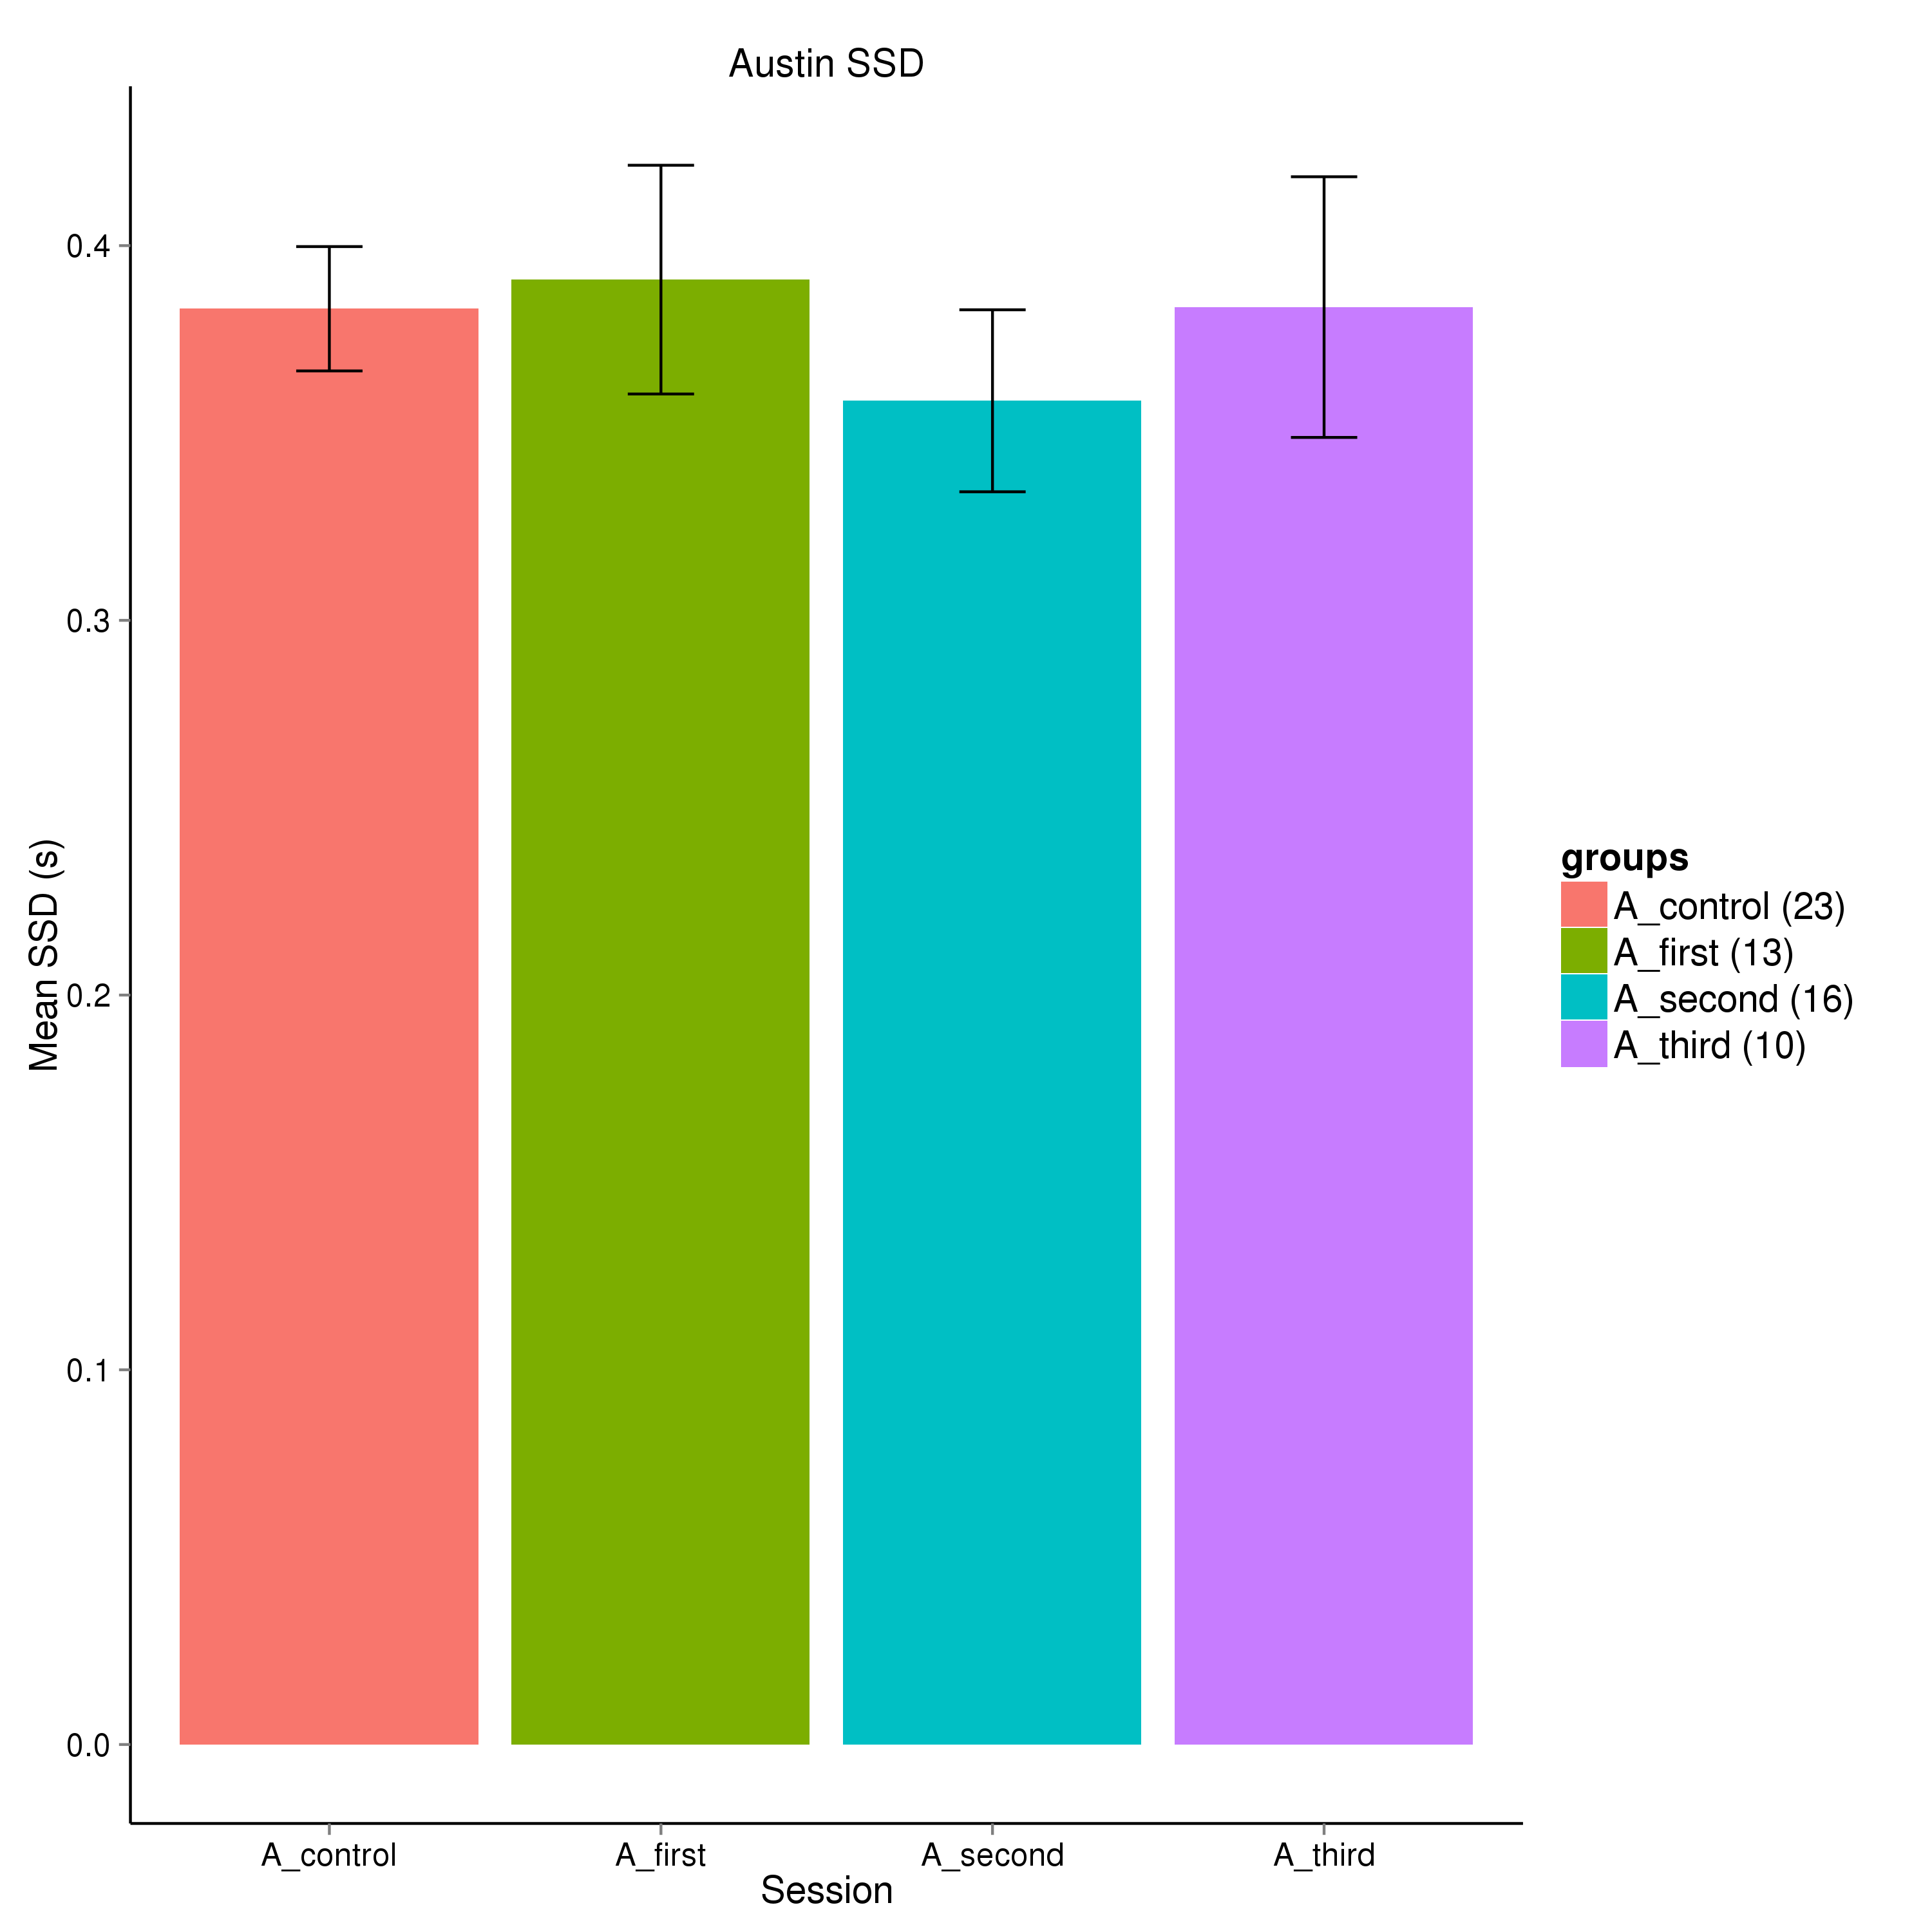 Austin SSD
Mean SSD (s)
0.4
0.3
0.2
0.1
0.0
A_control
A_first
A_second
A_third
Session
groups
A_control (23)
A_first (13)
A_second (16)
A_third (10)